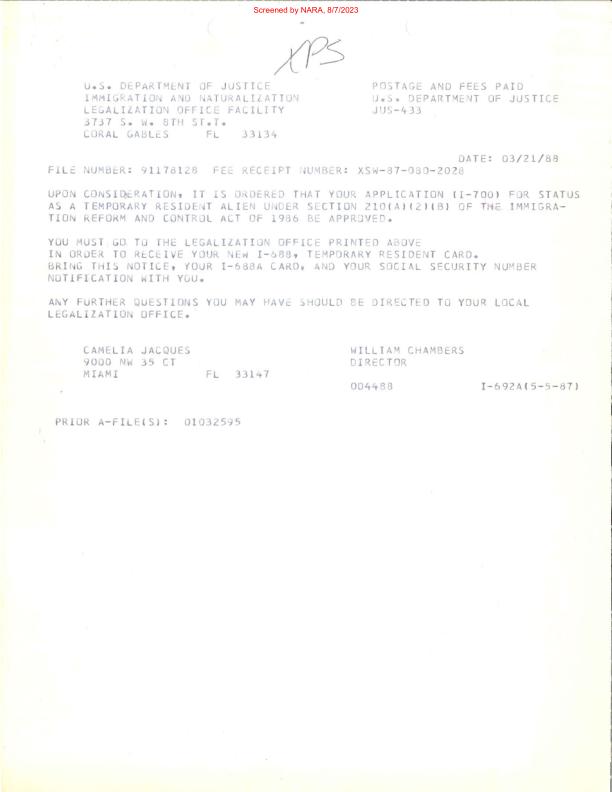 Screened by NARA, 8/7/2023
XPS
U.S. DEPARTMENT OF JUSTICE
IMMIGRATION AND NATURALIZATION
LEGALIZATION OFFICE FACILITY
3737 S. W. 8TH ST.T.
CORAL GABLES FL 33134
POSTAGE AND FEES PAID
U.S. DEPARTMENT OF JUSTICE
JUS-433
DATE: 03/21/88
FILE NUMBER: 91178128 FEE RECEIPT NUMBER: XSW-87-080-2028
UPON CONSIDERATION, IT IS ORDERED THAT YOUR APPLICATION (I-700) FOR STATUS
AS A TEMPORARY RESIDENT ALIEN UNDER SECTION 210(A)(2)(B) OF THE IMMIGRA-
TION REFORM AND CONTROL ACT OF 1986 BE APPROVED.
YOU MUST GO TO THE LEGALIZATION OFFICE PRINTED ABOVE
IN ORDER TO RECEIVE YOUR NEW I-688, TEMPORARY RESIDENT CARD.
BRING THIS NOTICE, YOUR I-688A CARD, AND YOUR SOCIAL SECURITY NUMBER
NOTIFICATION WITH YOU.
ANY FURTHER QUESTIONS YOU MAY HAVE SHOULD BE DIRECTED TO YOUR LOCAL
LEGALIZATION OFFICE.
CAMELIA JACQUES
9000 NW 35 CT
MIAMI FL 33147
WILLIAM CHAMBERS
DIRECTOR
004488 I-692A(5-5-87)
PRIOR A-FILE(S): 01032595